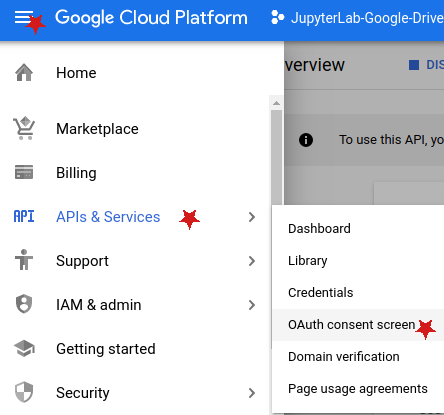 Google Cloud Platform
JupyterLab-Google-Drive
Home
verview
DIS
Marketplace
To use this API, yo
Billing
API
APIs & Services
Dashboard
Support
Library
IAM & admin
Credentials
OAuth consent screen
Getting started
Domain verification
Security
Page usage agreements